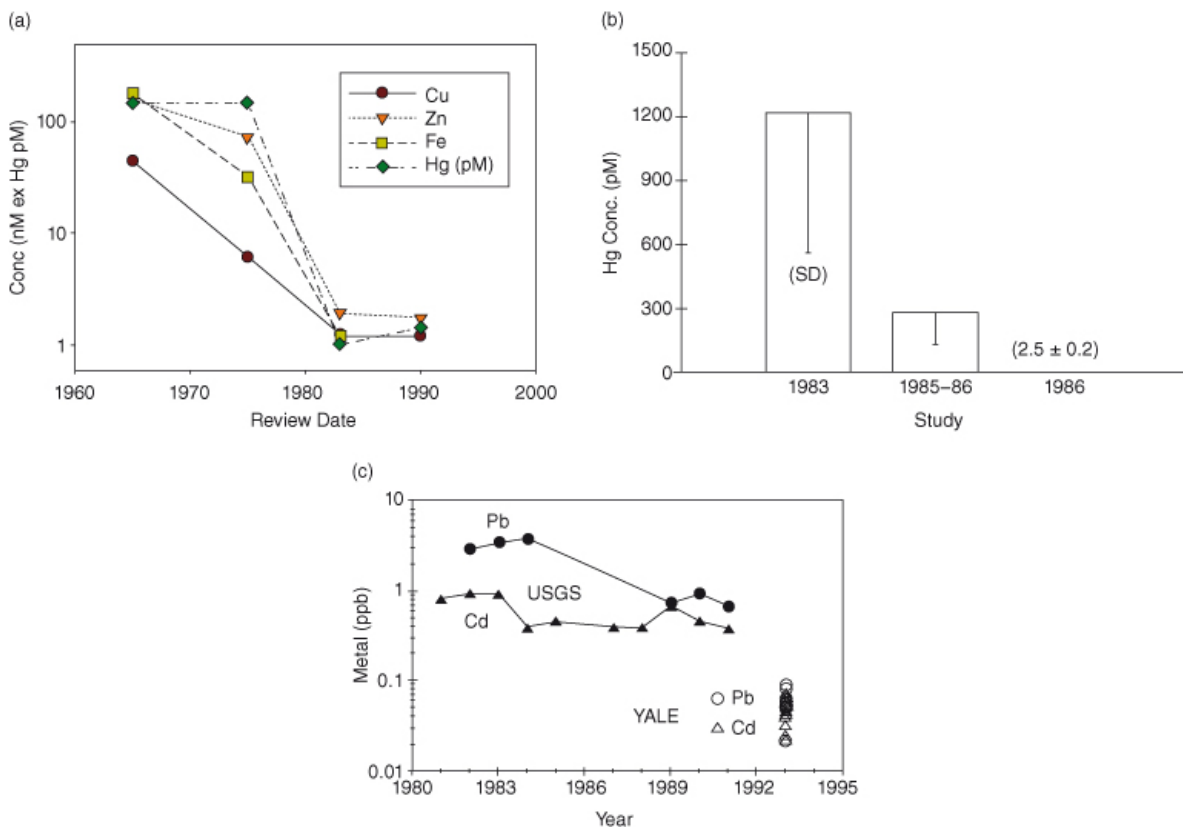 (a)
Conc (nM ex Hg pM)
100
10
1
Cu
Zn
Fe
Hg (pM)
1960
1970
1980
1990
2000
Review Date
(b)
Hg Conc. (pM)
1500
1200
900
600
300
0
(SD)
(2.5 ± 0.2)
1983
1985–86
1986
Study
(c)
Metal (ppb)
10
1
0.1
0.01
Pb
USGS
Cd
YALE
Pb
Cd
1980
1983
1986
1989
1992
1995
Year